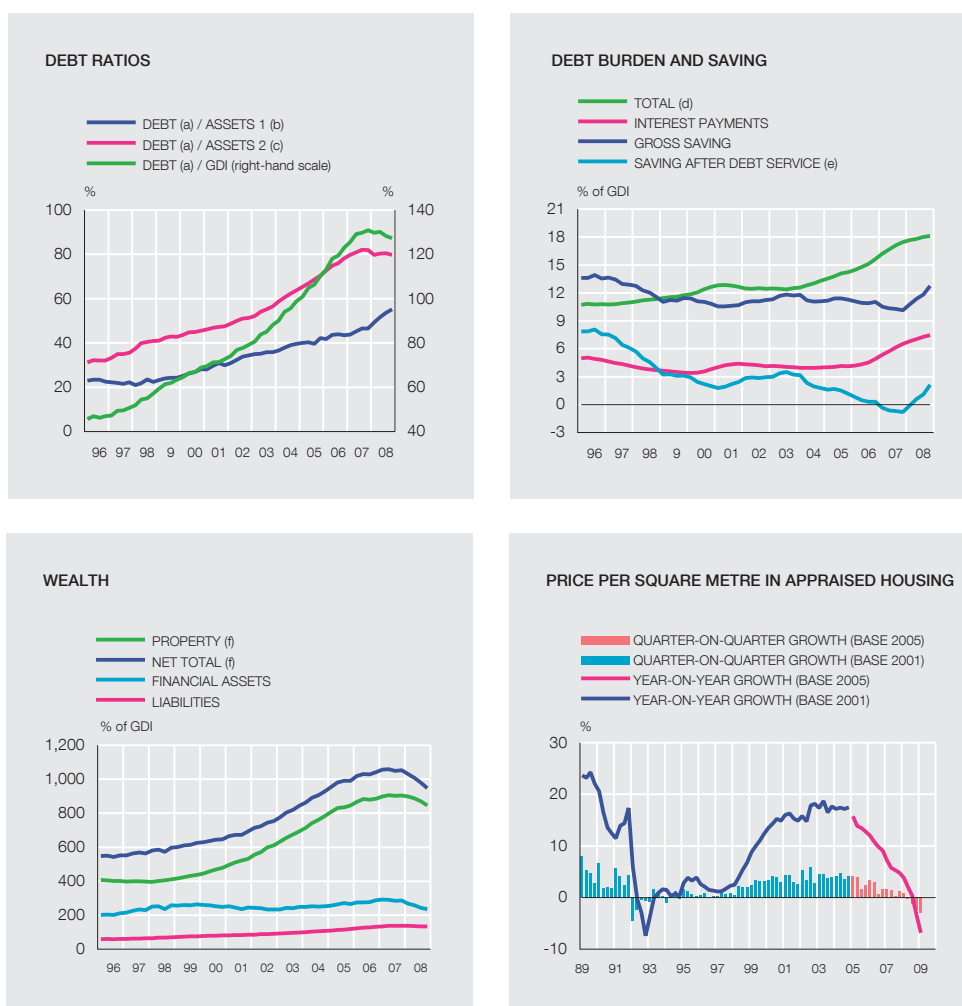 DEBT RATIOS
DEBT (a) / ASSETS 1 (b)
DEBT (a) / ASSETS 2 (c)
DEBT (a) / GDI (right-hand scale)
% %
100 140
80 120
60 100
40 80
20 60
0 40
96 97 98 9 00 01 02 03 04 05 06 07 08
DEBT BURDEN AND SAVING
TOTAL (d)
INTEREST PAYMENTS
GROSS SAVING
SAVING AFTER DEBT SERVICE (e)
% of GDI
21
18
15
12
9
6
3
0
-3
96 97 98 9 00 01 02 03 04 05 06 07 08
WEALTH
PROPERTY (f)
NET TOTAL (f)
FINANCIAL ASSETS
LIABILITIES
% of GDI
1,200
1,000
800
600
400
200
0
96 97 98 99 00 01 02 03 04 05 06 07 08
PRICE PER SQUARE METRE IN APPRAISED HOUSING
QUARTER-ON-QUARTER GROWTH (BASE 2005)
QUARTER-ON-QUARTER GROWTH (BASE 2001)
YEAR-ON-YEAR GROWTH (BASE 2005)
YEAR-ON-YEAR GROWTH (BASE 2001)
%
30
20
10
0
-10
89 91 93 95 97 99 01 03 05 07 09